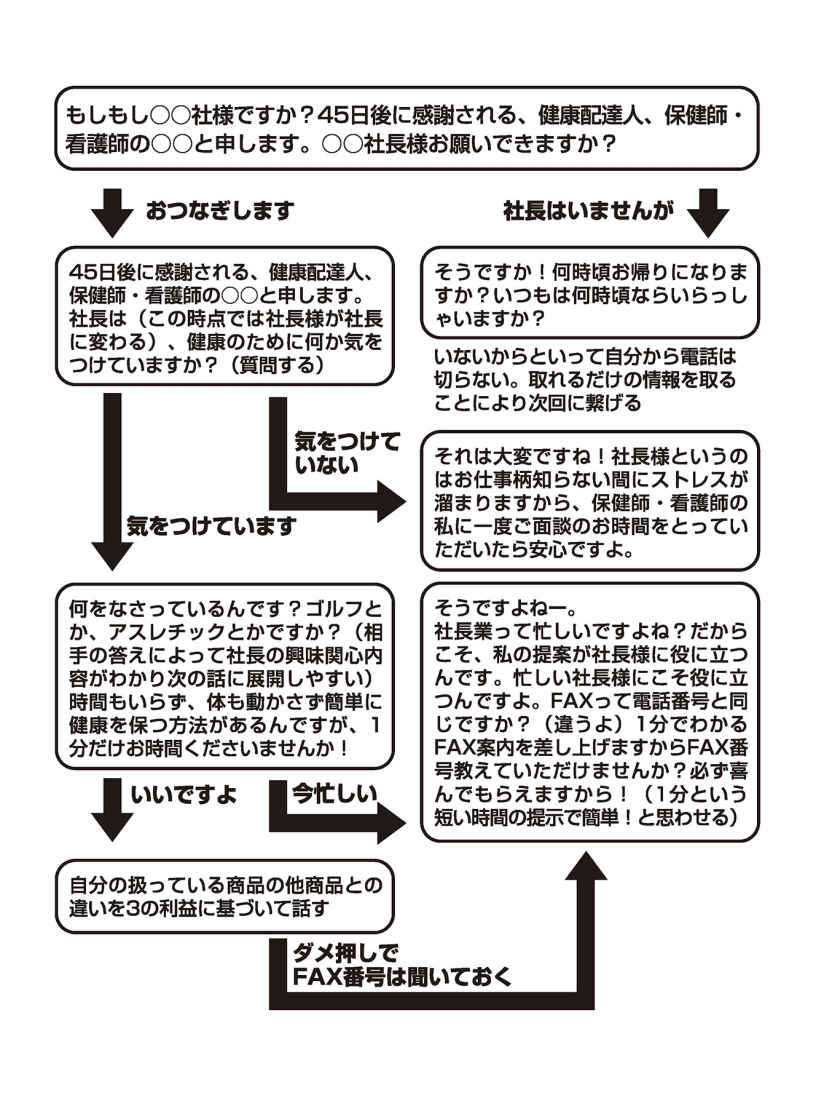 もしもし○○社様ですか？45日後に感謝される、健康配達人、保健師・
看護師の○○と申します。○○社長様お願いできますか？
おつなぎします
社長はいませんが
45日後に感謝される、健康配達人、
保健師・看護師の○○と申します。
社長は（この時点では社長様が社長
に変わる）、健康のために何か気を
つけていますか？（質問する）
そうですか！何時頃お帰りになりま
すか？いつもは何時頃ならいらっし
ゃいますか？
いないからといって自分から電話は
切らない。取れるだけの情報を取る
ことにより次回に繋げる
気をつけて
いない
気をつけています
それは大変ですね！社長様というの
はお仕事柄知らない間にストレスが
溜まりますから、保健師・看護師の
私に一度ご面談のお時間をとってい
ただいたら安心ですよ。
何をなさっているんです？ゴルフと
か、アスレチックとかですか？（相
手の答えによって社長の興味関心内
容がわかり次の話に展開しやすい）
時間もいらず、体も動かさず簡単に
健康を保つ方法があるんですが、1
分だけお時間くださいませんか！
そうですよねー。
社長業って忙しいですよね？だから
こそ、私の提案が社長様に役に立つ
んです。忙しい社長様にこそ役に立
つんですよ。FAXって電話番号と同
じですか？（違うよ）1分でわかる
FAX案内を差し上げますからFAX番
号教えていただけませんか？必ず喜
んでもらえますから！（1分という
短い時間の提示で簡単！と思わせる）
いいですよ
今忙しい
自分の扱っている商品の他商品との
違いを3の利益に基づいて話す
ダメ押しで
FAX番号は聞いておく